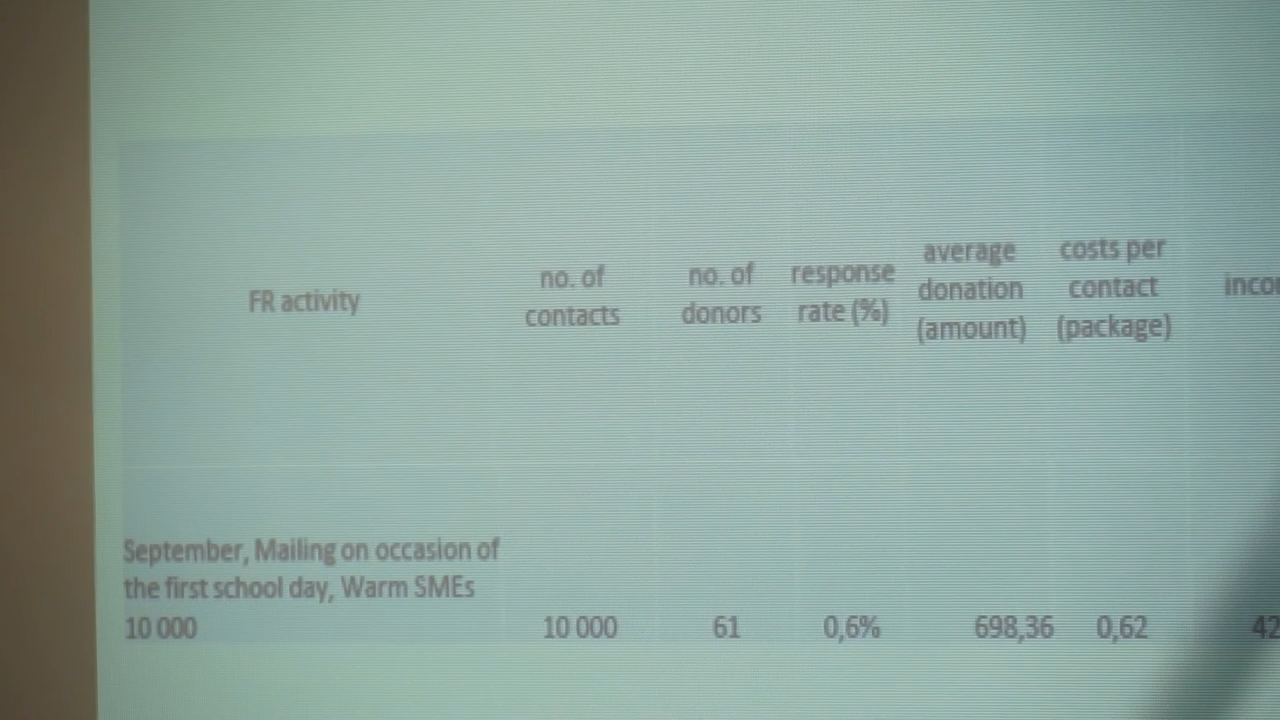 FR activity
no. of
contacts
no. of
donors
response
rate (%)
average
donation
(amount)
costs per
contact
(package)
September, Mailing on occasion of
the first school day, Warm SMEs
10 000
10 000
61
0,6%
698,36
0,62